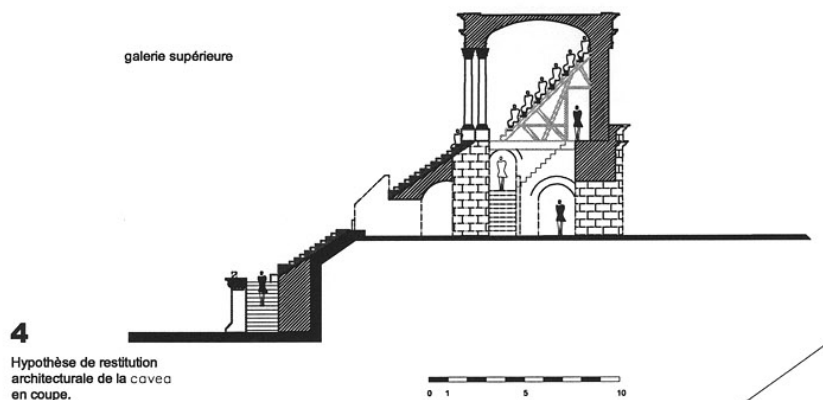 galerie supérieure
4
Hypothèse de restitution
architecturale de la cavea
en coupe.
0 1 5 10